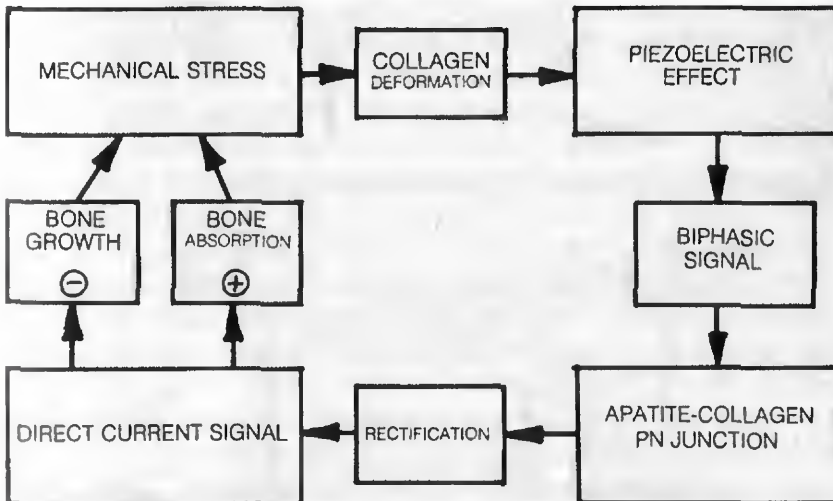 MECHANICAL STRESS
COLLAGEN
DEFORMATION
PIEZOELECTRIC
EFFECT
BONE
GROWTH
⊖
BONE
ABSORPTION
⊕
BIPHASIC
SIGNAL
DIRECT CURRENT SIGNAL
RECTIFICATION
APATITE-COLLAGEN
PN JUNCTION